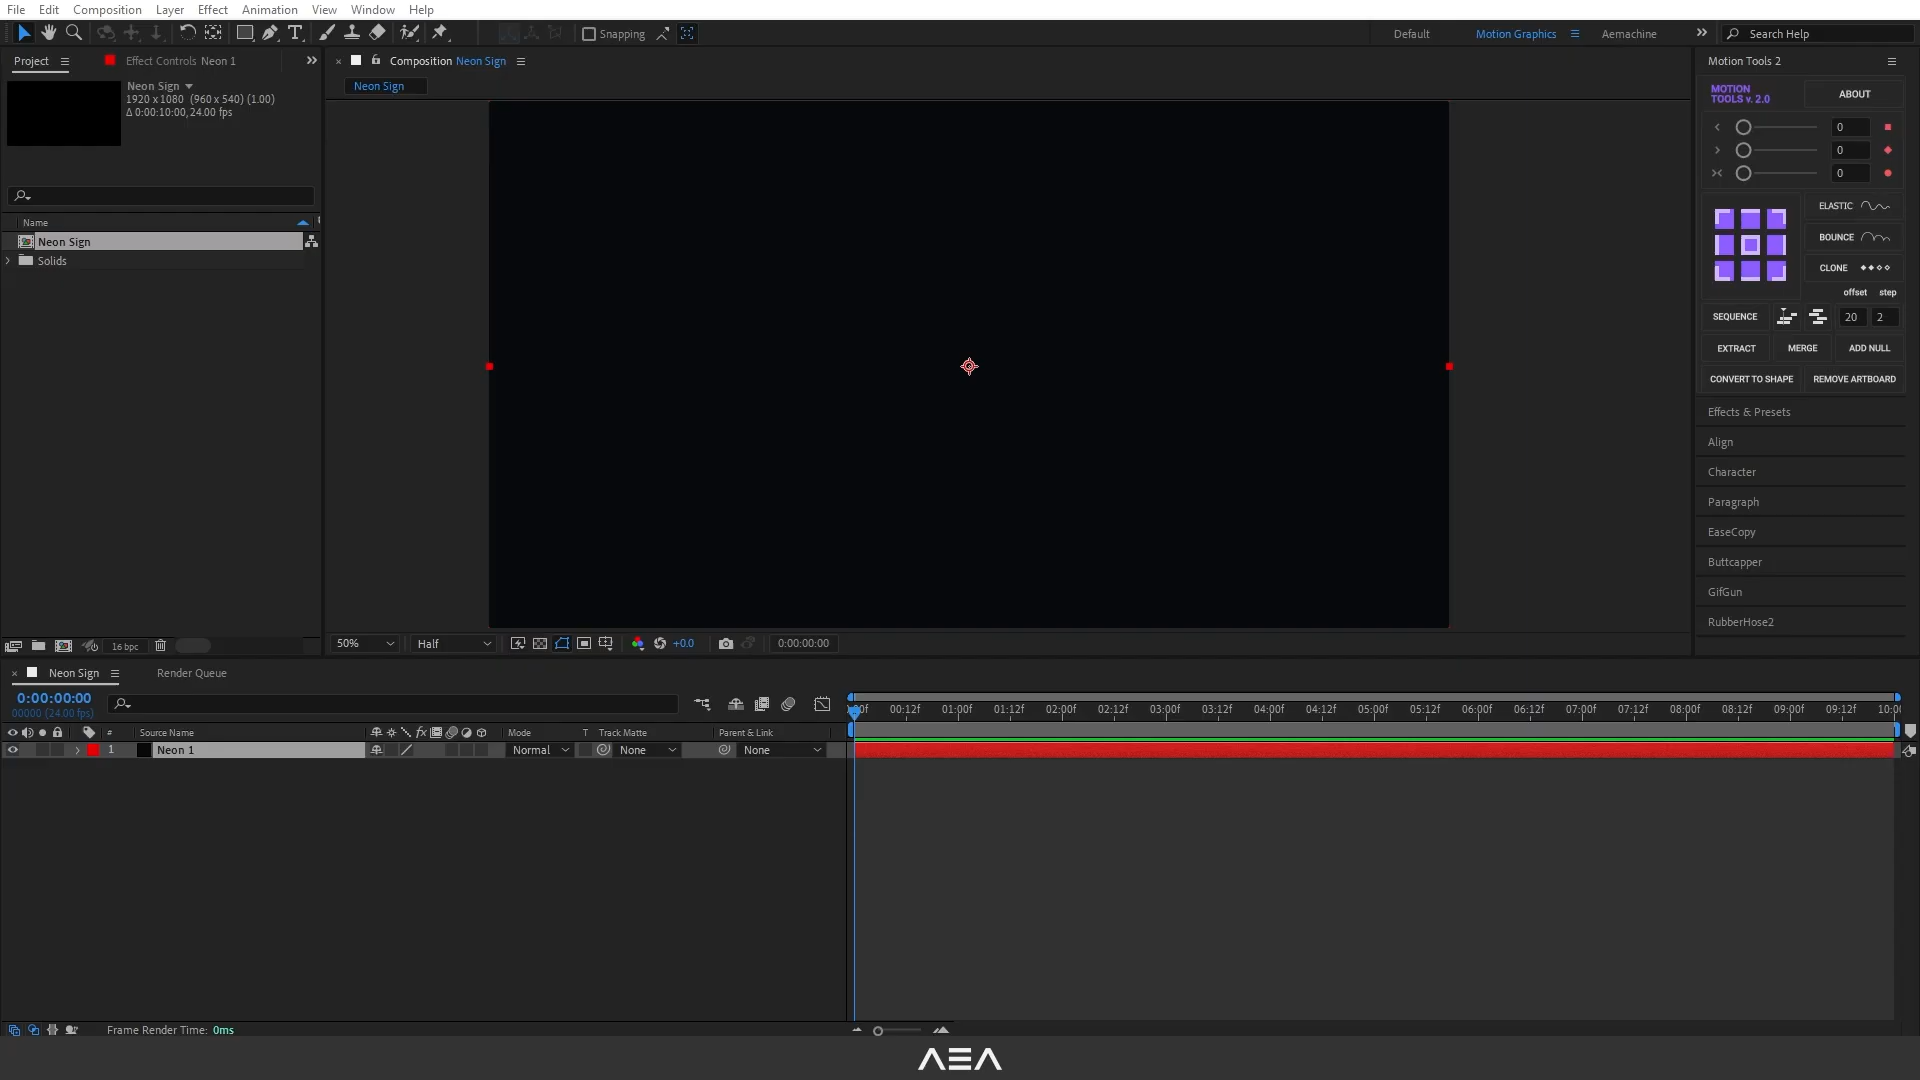 File Edit Composition Layer Effect Animation View Window Help
Snapping Default Motion Graphics Aemachine Search Help
Project Effect Controls Neon 1 Composition Neon Sign Motion Tools 2
Neon Sign
1920 x 1080 (960 x 540) (1.00)
Δ 0:00:10:00, 24.00 fps
Neon Sign
MOTION
TOOLS v. 2.0
ABOUT
0
0
0
Name
Neon Sign
Solids
ELASTIC
BOUNCE
CLONE
offset step
SEQUENCE 20 2
EXTRACT MERGE ADD NULL
CONVERT TO SHAPE REMOVE ARTBOARD
Effects & Presets
Align
Character
Paragraph
EaseCopy
Buttcapper
GifGun
RubberHose2
16 bpc
50% Half +0.0 0:00:00:00
Neon Sign Render Queue
0:00:00:00
00000 (24.00 fps)
00:12f 01:00f 01:12f 02:00f 02:12f 03:00f 03:12f 04:00f 04:12f 05:00f 05:12f 06:00f 06:12f 07:00f 07:12f 08:00f 08:12f 09:00f 09:12f 10:0
# Source Name Mode T Track Matte Parent & Link
1 Neon 1 Normal None None
Frame Render Time: 0ms
AEA